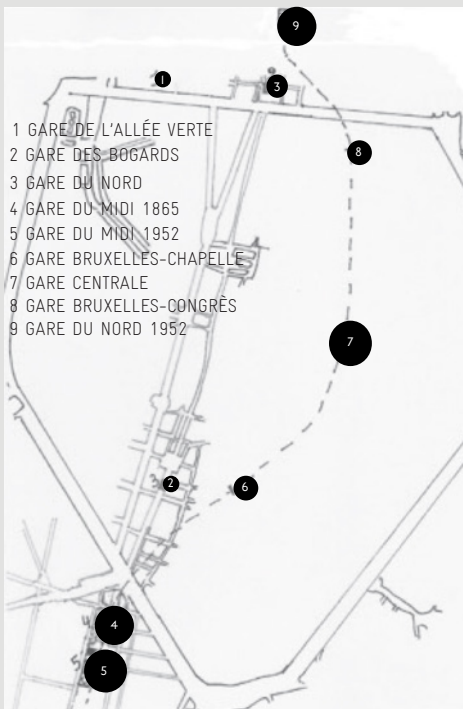 9
1
3
1 GARE DE L'ALLÉE VERTE
2 GARE DES BOGARDS
8
3 GARE DU NORD
4 GARE DU MIDI 1865
5 GARE DU MIDI 1952
6 GARE BRUXELLES-CHAPELLE
7 GARE CENTRALE
8 GARE BRUXELLES-CONGRÈS
9 GARE DU NORD 1952
7
2
6
4
5